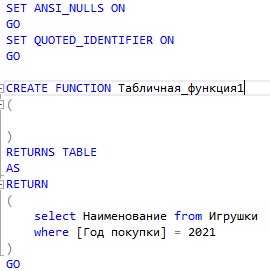 SET ANSI_NULLS ON
GO
SET QUOTED_IDENTIFIER ON
GO
CREATE FUNCTION Табличная_функция1
(
)
RETURNS TABLE
AS
RETURN
(
select Наименование from Игрушки
where [Год покупки] = 2021
)
GO